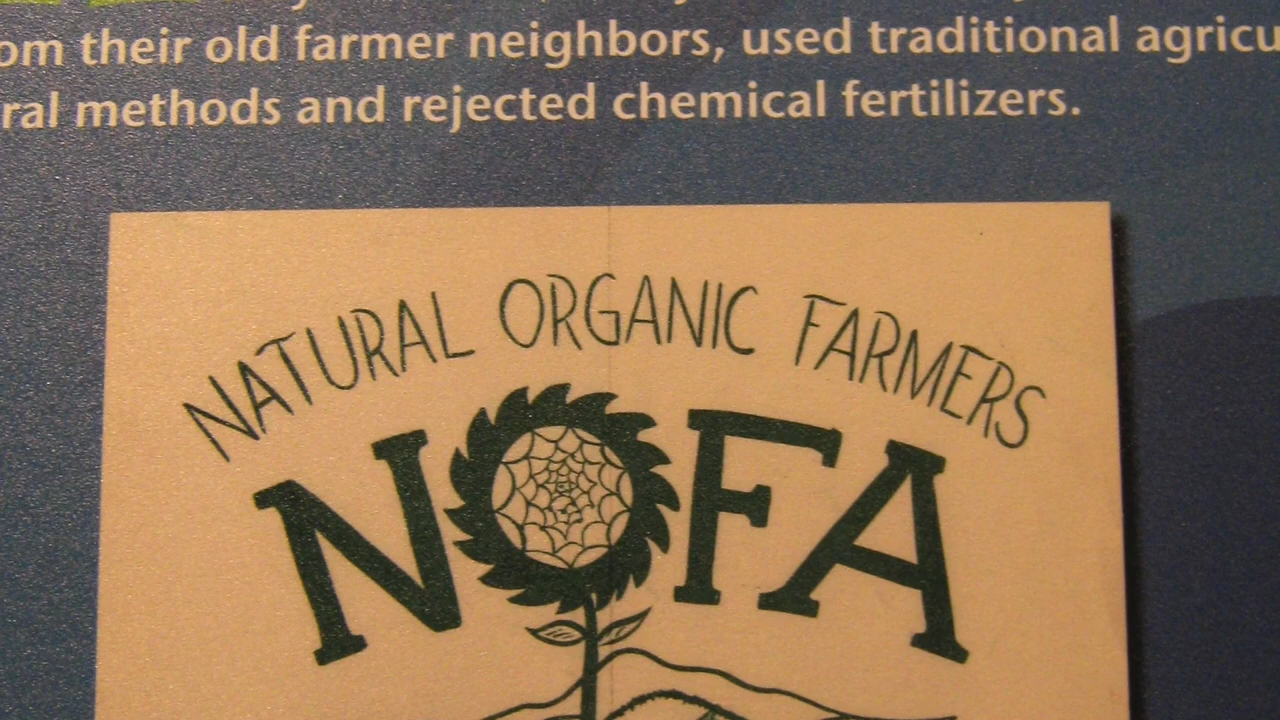 om their old farmer neighbors, used traditional agricu
ral methods and rejected chemical fertilizers.
NATURAL ORGANIC FARMERS
NOFA